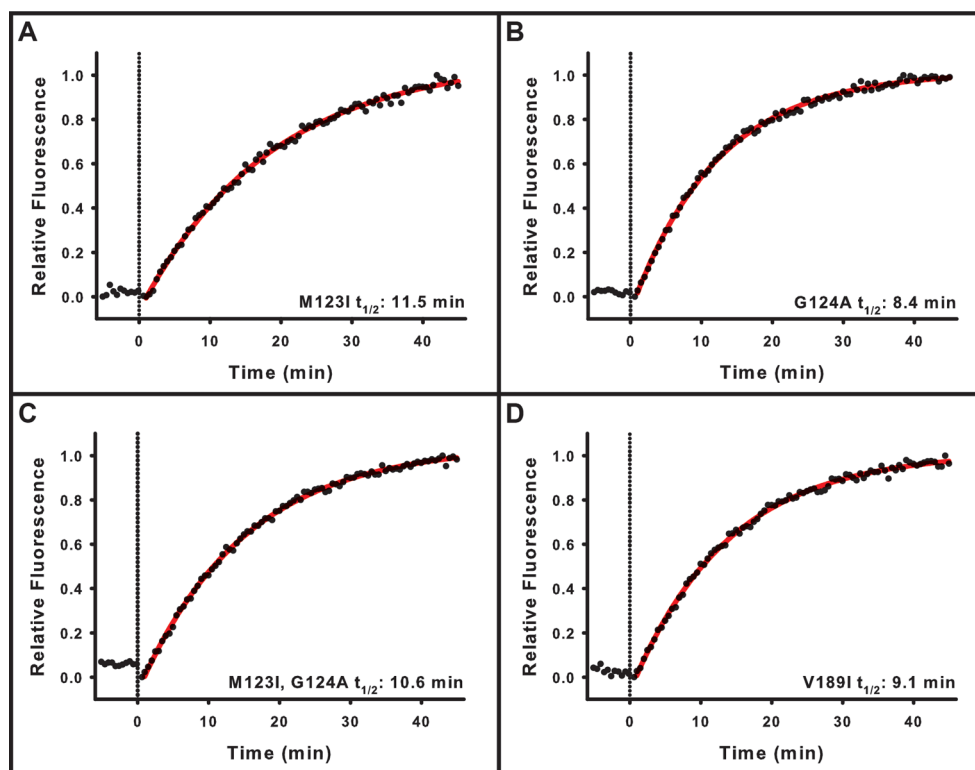 A
Relative Fluorescence
1.0
0.8
0.6
0.4
0.2
0.0
M123I t1/2: 11.5 min
0 10 20 30 40
Time (min)
B
Relative Fluorescence
1.0
0.8
0.6
0.4
0.2
0.0
G124A t1/2: 8.4 min
0 10 20 30 40
Time (min)
C
Relative Fluorescence
1.0
0.8
0.6
0.4
0.2
0.0
M123I, G124A t1/2: 10.6 min
0 10 20 30 40
Time (min)
D
Relative Fluorescence
1.0
0.8
0.6
0.4
0.2
0.0
V189I t1/2: 9.1 min
0 10 20 30 40
Time (min)